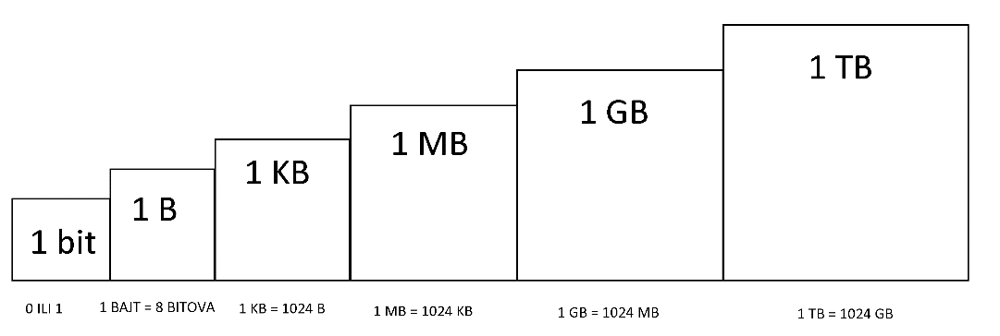 1 bit
1 B
1 KB
1 MB
1 GB
1 TB
0 ILI 1
1 BAJT = 8 BITOVA
1 KB = 1024 B
1 MB = 1024 KB
1 GB = 1024 MB
1 TB = 1024 GB